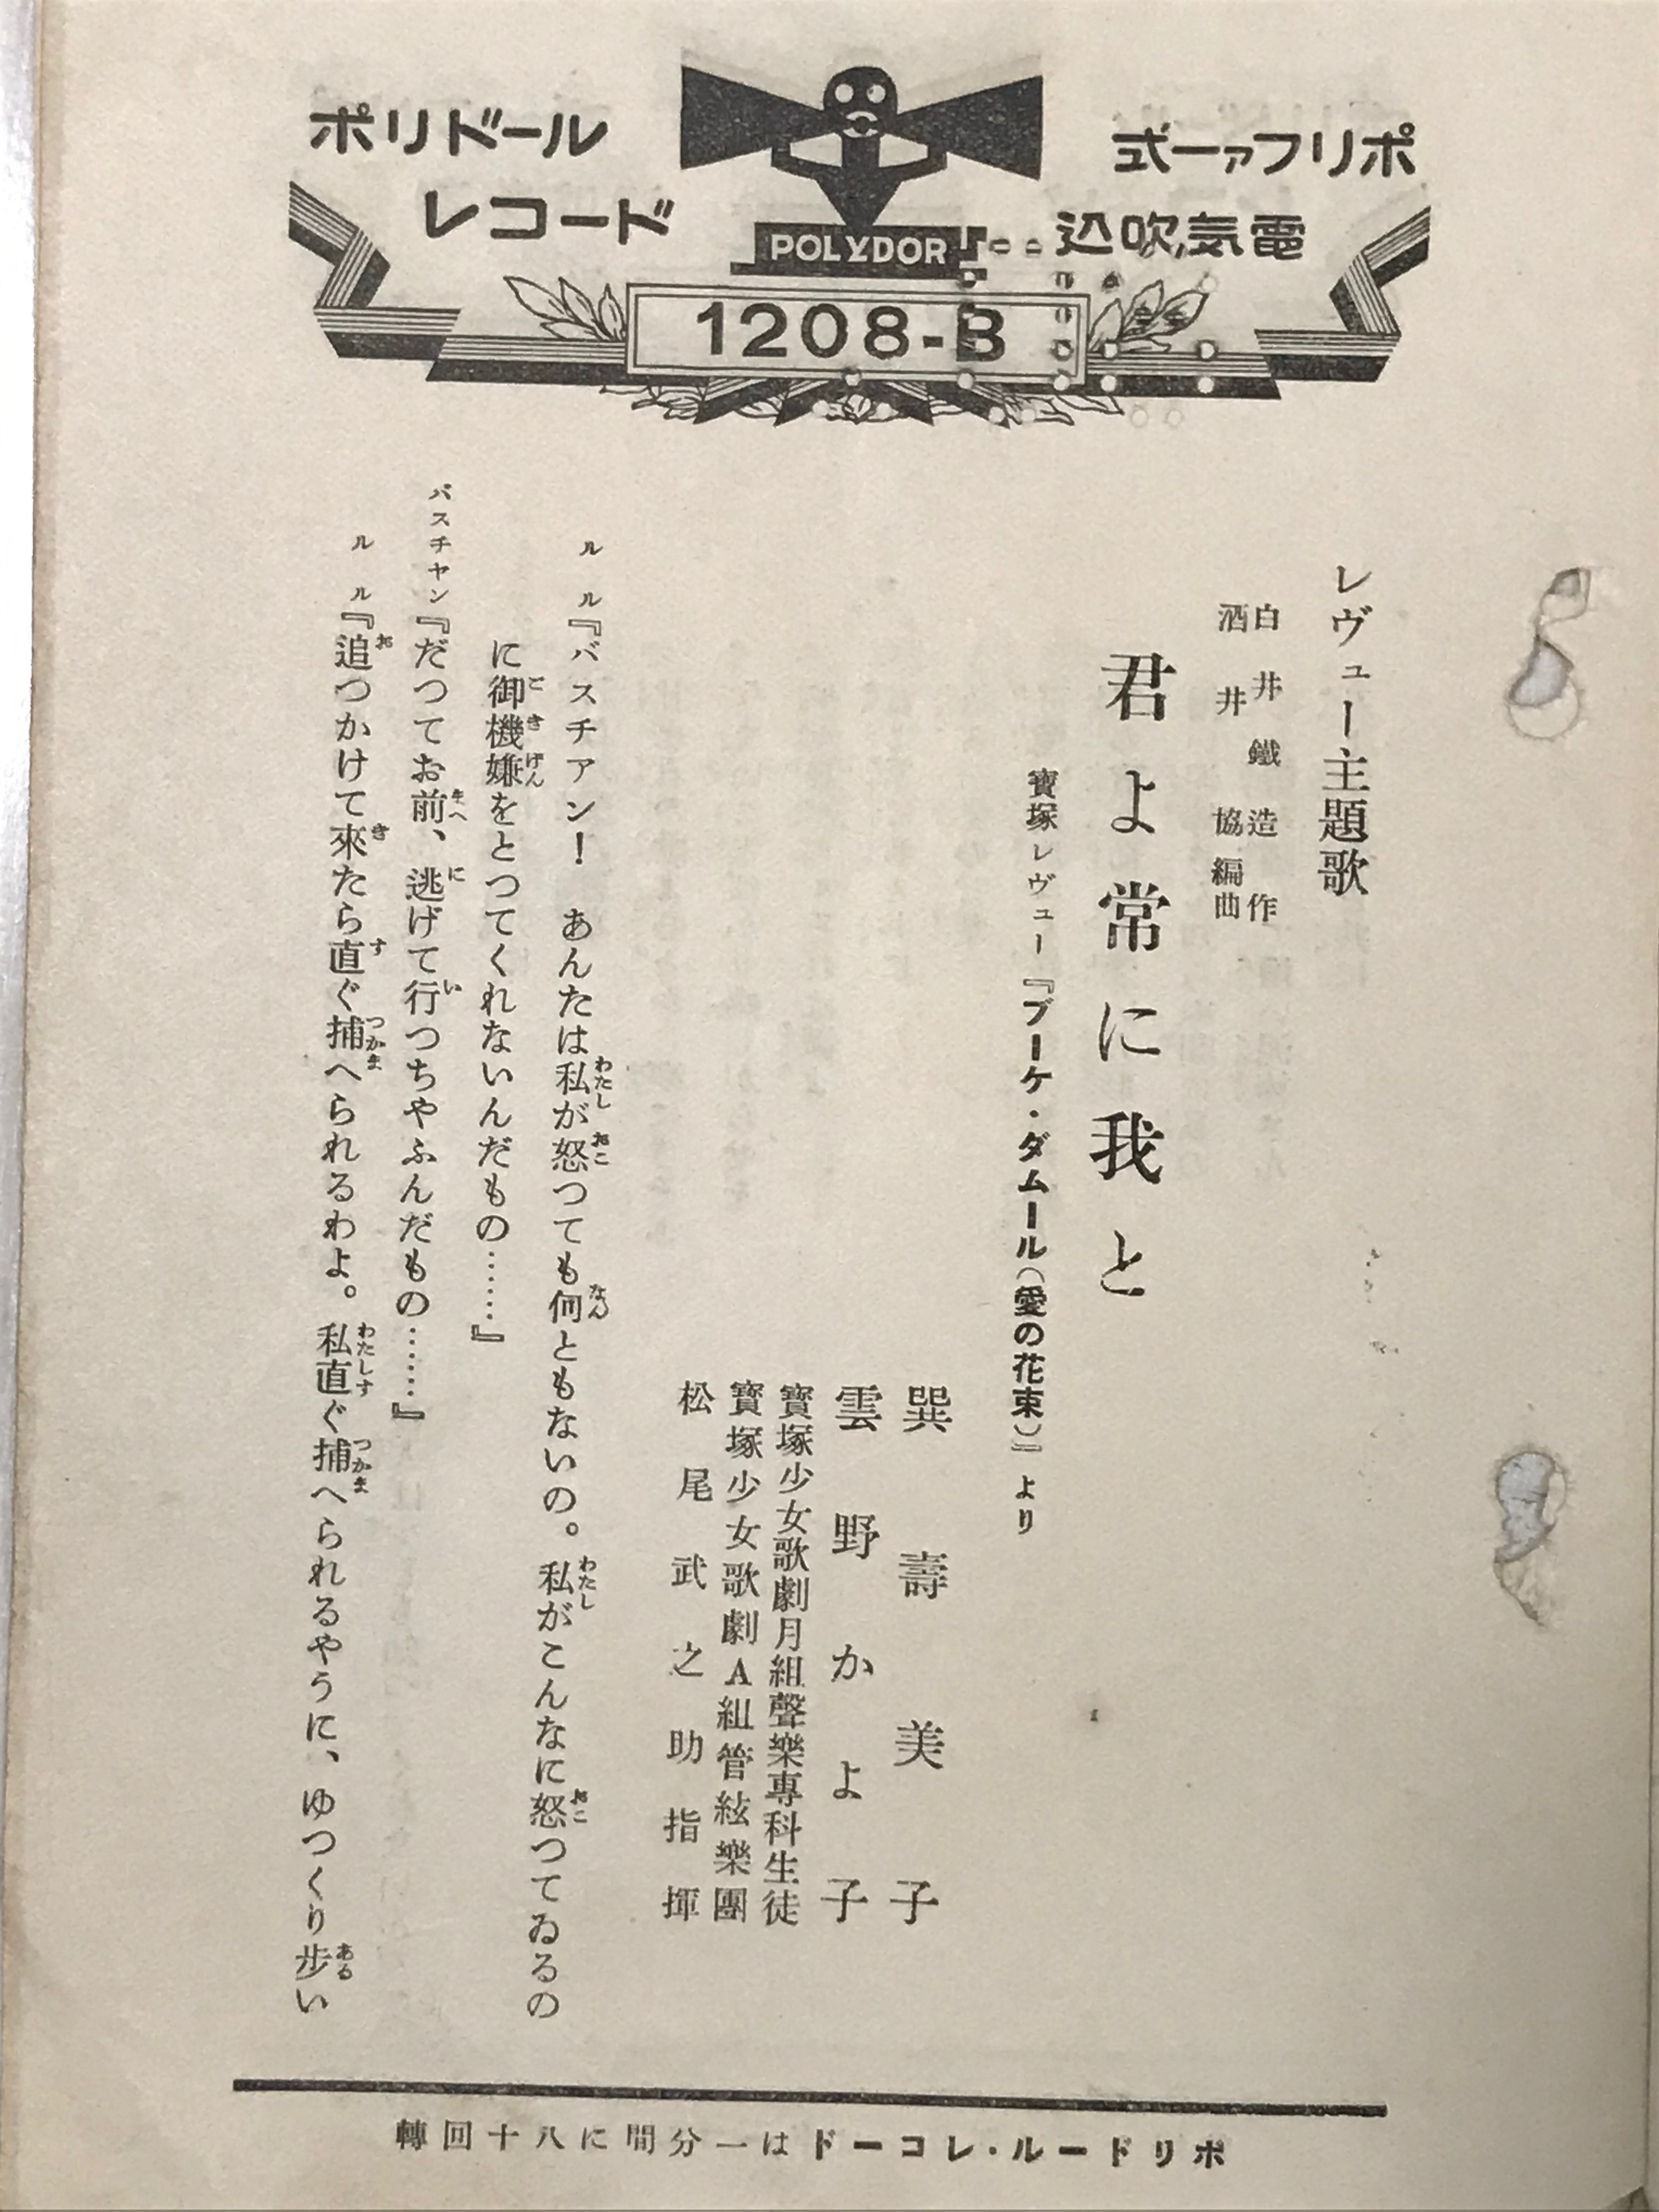 ポリドール
レコード
ポリファー式
電気吹込
POLYDOR
1208-B
レヴュー主題歌
白井鐵造作
酒井協編曲
君よ常に我と
寶塚レヴュー『ブーケ・ダムール(愛の花束)』より
巽壽美子
雲野かよ子
寶塚少女歌劇月組聲樂專科生徒
寶塚少女歌劇A組管絃樂團
松尾武之助指揮
ルル『バスチアン! あんたは私が怒つても何ともないの。私がこんなに怒つてゐるの
に御機嫌をとつてくれないんだもの……』
バスチヤン『だつてお前、逃げて行つちやふんだもの……』
ルル『追つかけて來たら直ぐ捕へられるわよ。私直ぐ捕へられるやうに、ゆつくり歩い
ポリドール・レコードは一分間に八十回轉